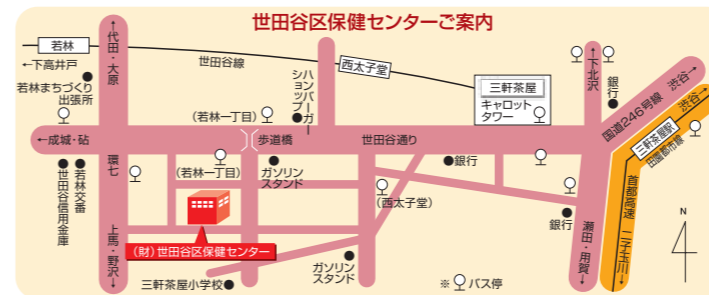 世田谷区保健センターご案内
↑代田・大原
若林
←下高井戸
若林まちづくり
出張所
世田谷線
ハンバーガー
ショップ
西太子堂
三軒茶屋
キャロット
タワー
↑下北沢
銀行
渋谷→
国道246号線
渋谷→
三軒茶屋駅
田園都市線
(若林一丁目)
←成城・砧
歩道橋
世田谷通り
環七
(若林一丁目)
ガソリン
スタンド
銀行
若林交番
世田谷信用金庫
(西太子堂)
首都高速
二子玉川→
銀行
瀬田・用賀↓
上馬・野沢↓
(財)世田谷区保健センター
三軒茶屋小学校
ガソリン
スタンド
※ バス停
N